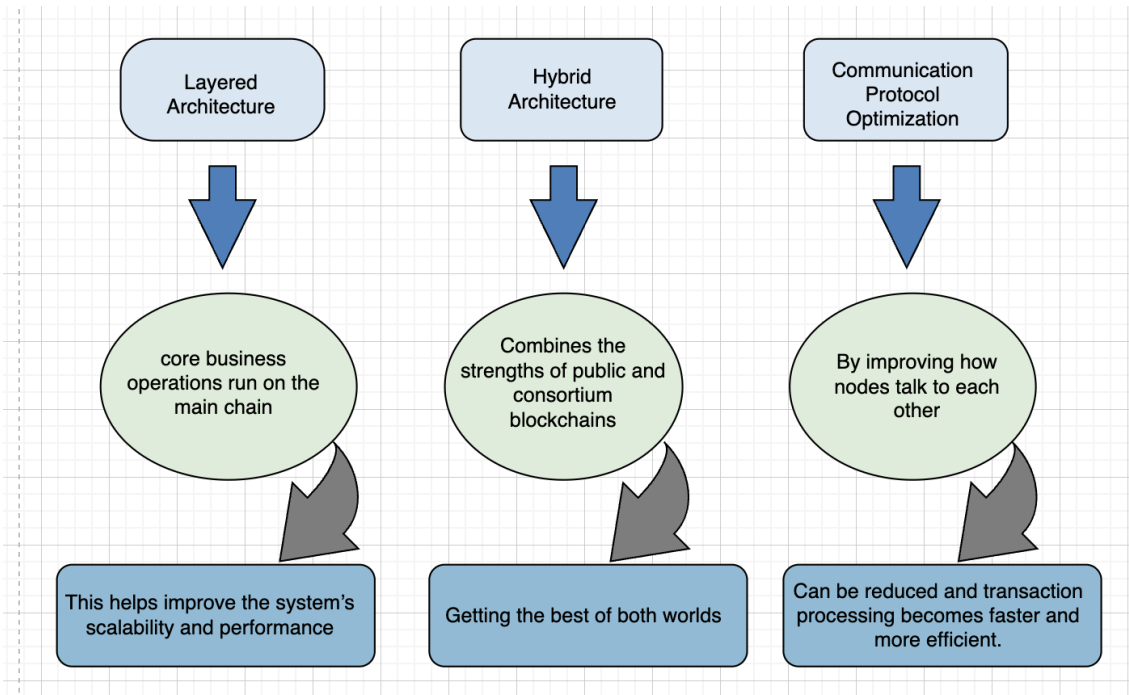 Layered
Architecture
Hybrid
Architecture
Communication
Protocol
Optimization
core business
operations run on the
main chain
Combines the
strengths of public and
consortium
blockchains
By improving how
nodes talk to each
other
This helps improve the system’s
scalability and performance
Getting the best of both worlds
Can be reduced and transaction
processing becomes faster and
more efficient.